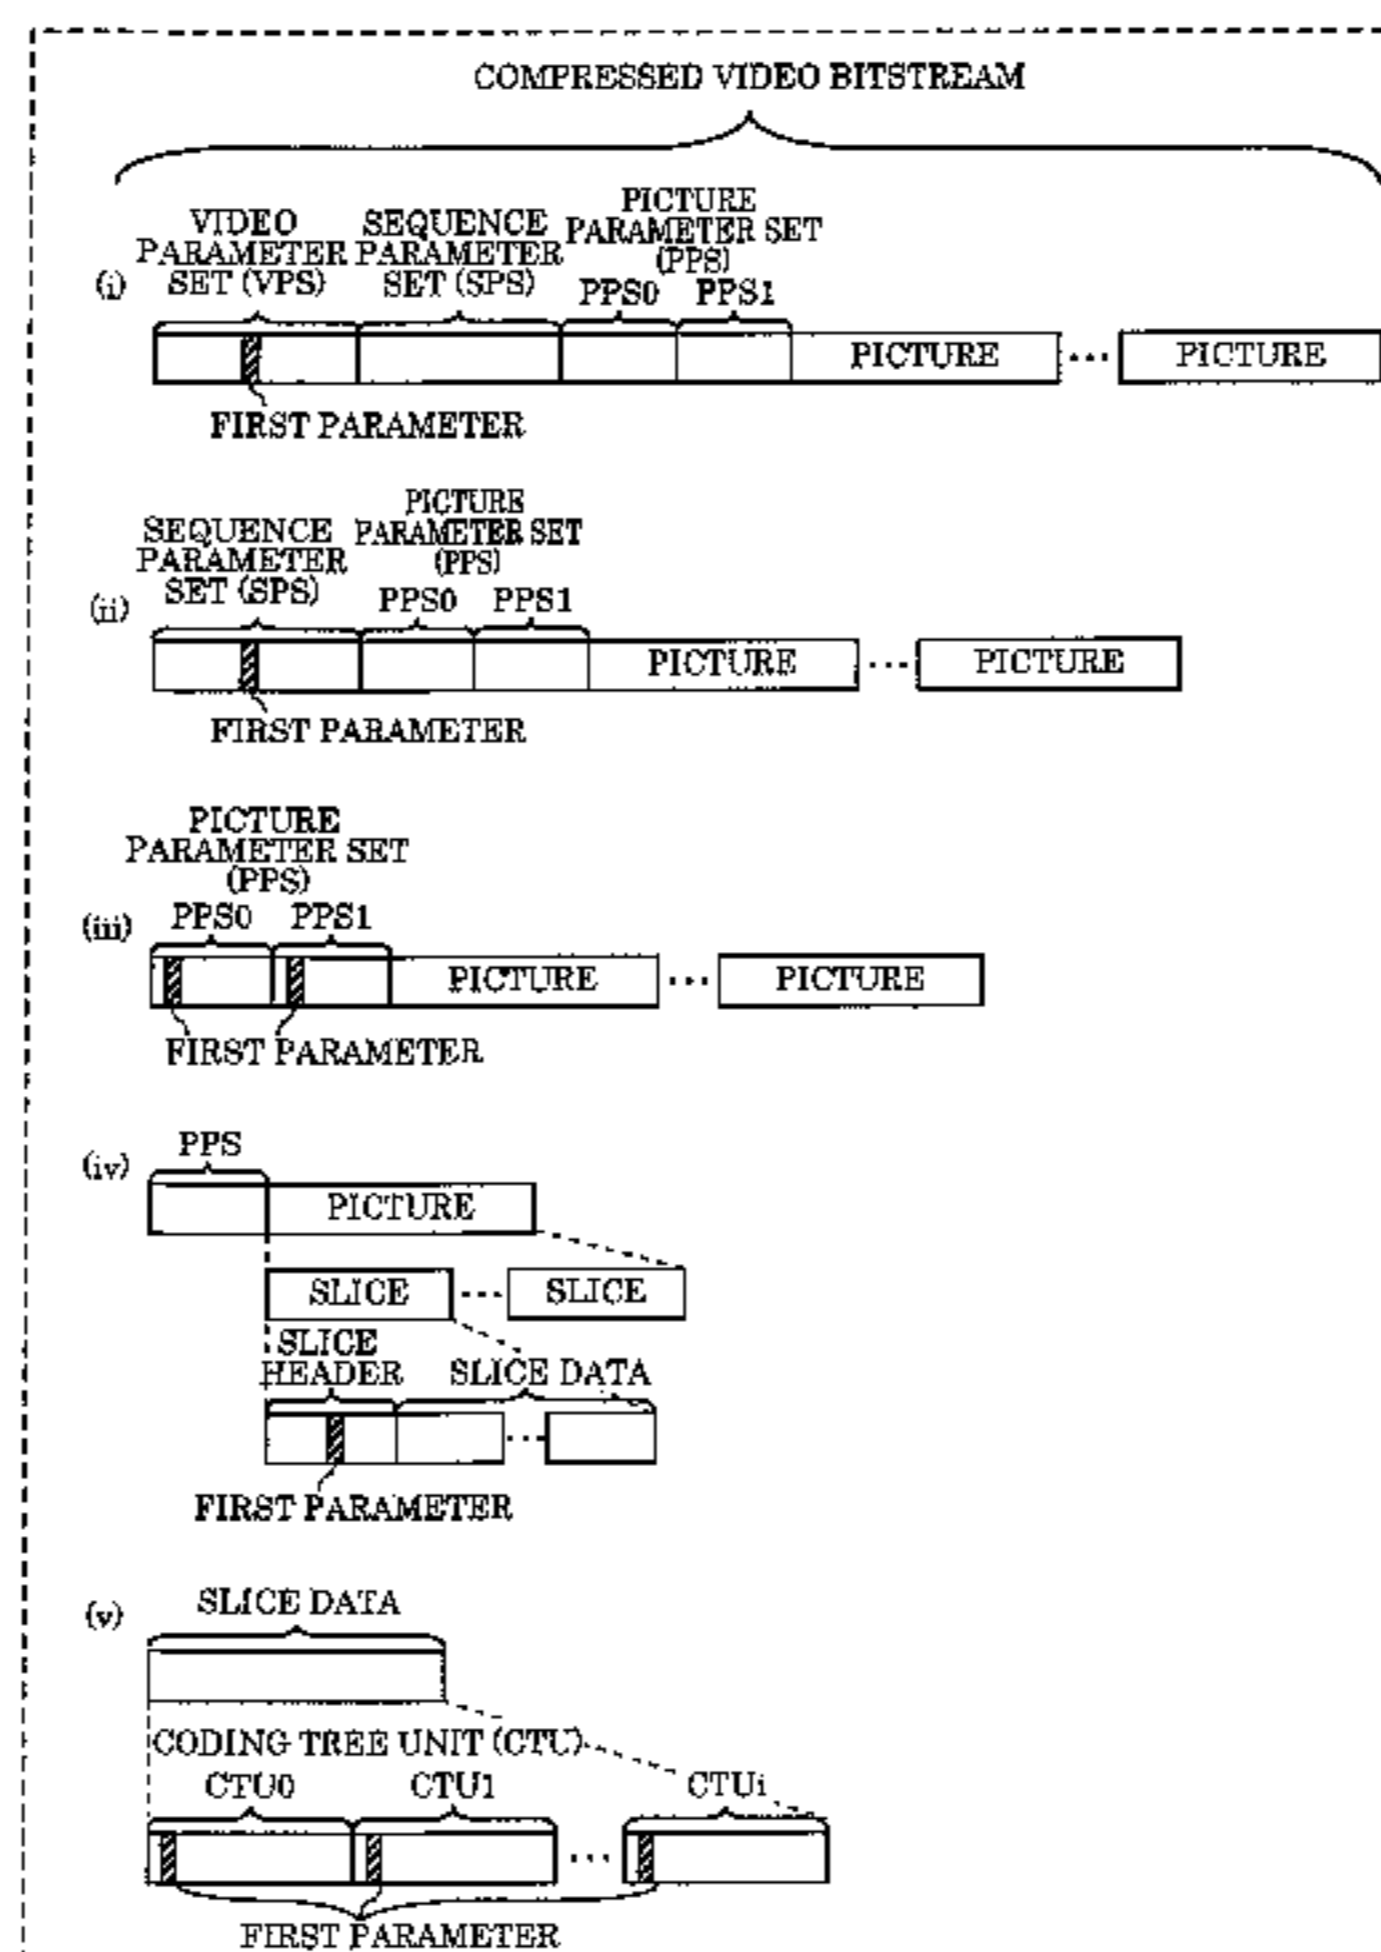 COMPRESSED VIDEO BITSTREAM
(i)
VIDEO
PARAMETER
SET (VPS)
SEQUENCE
PARAMETER
SET (SPS)
PICTURE
PARAMETER SET
(PPS)
PPS0 PPS1
PICTURE ... PICTURE
FIRST PARAMETER
(ii)
SEQUENCE
PARAMETER
SET (SPS)
PICTURE
PARAMETER SET
(PPS)
PPS0 PPS1
PICTURE ... PICTURE
FIRST PARAMETER
(iii)
PICTURE
PARAMETER SET
(PPS)
PPS0 PPS1
PICTURE ... PICTURE
FIRST PARAMETER
(iv)
PPS
PICTURE
SLICE ... SLICE
SLICE
HEADER
SLICE DATA
...
FIRST PARAMETER
(v)
SLICE DATA
CODING TREE UNIT (CTU)
CTU0 CTU1 CTUi
...
FIRST PARAMETER